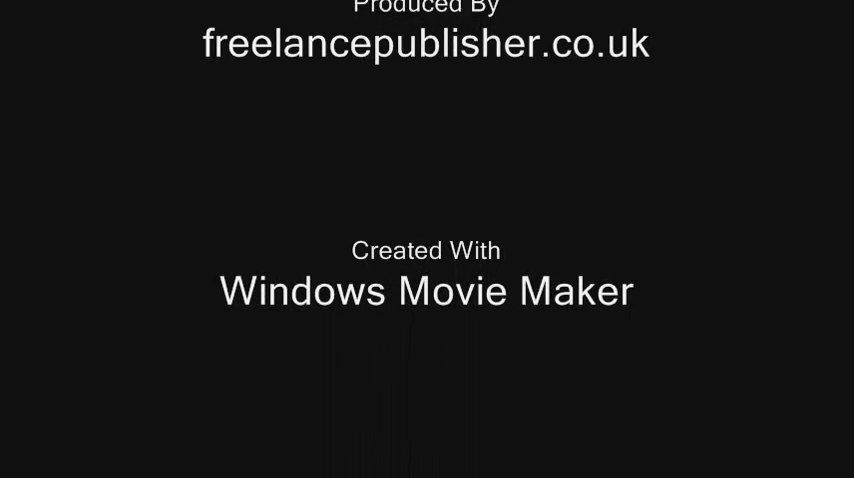 Produced By
freelancepublisher.co.uk
Created With
Windows Movie Maker